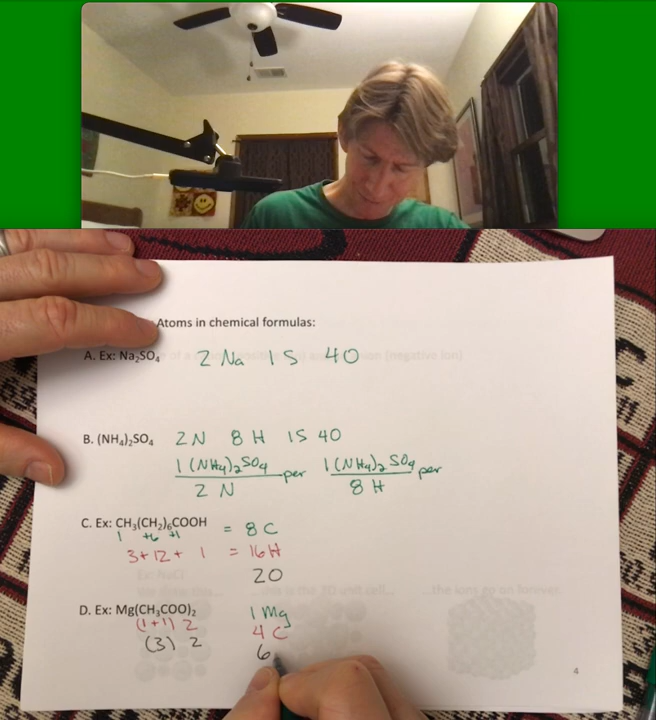 Atoms in chemical formulas:
A. Ex: Na₂SO₄ 2 Na 1 S 4 O
B. (NH₄)₂SO₄ 2 N 8 H 1 S 4 O
1 (NH₄)₂SO₄ per 1 (NH₄)₂SO₄ per
2 N 8 H
C. Ex: CH₃(CH₂)₆COOH = 8 C
1 +6 +1
3 + 12 + 1 = 16 H
2 O
D. Ex: Mg(CH₃COO)₂ 1 Mg
(1+1) 2 4 C
(3) 2 6
4